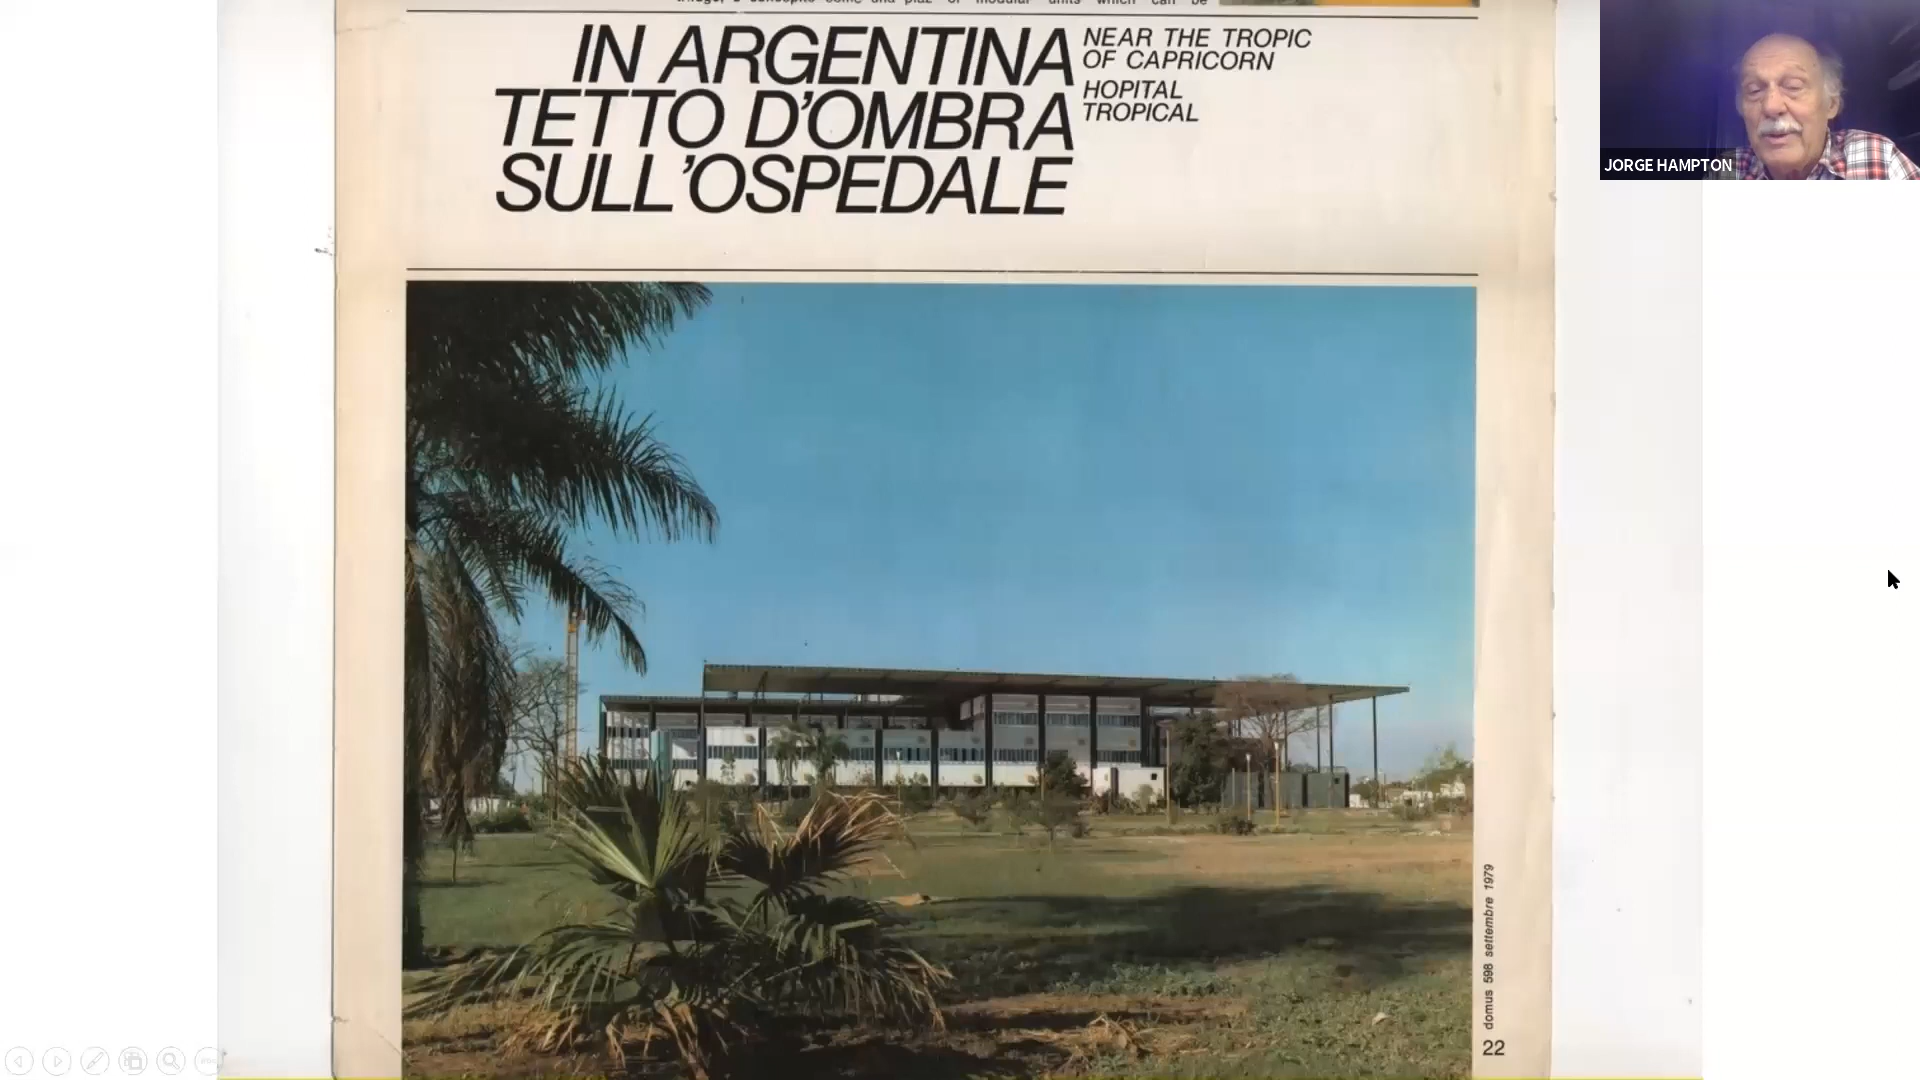 IN ARGENTINA
TETTO D'OMBRA
SULL'OSPEDALE
NEAR THE TROPIC
OF CAPRICORN
HOPITAL
TROPICAL
JORGE HAMPTON
domus 598 settembre 1979
22